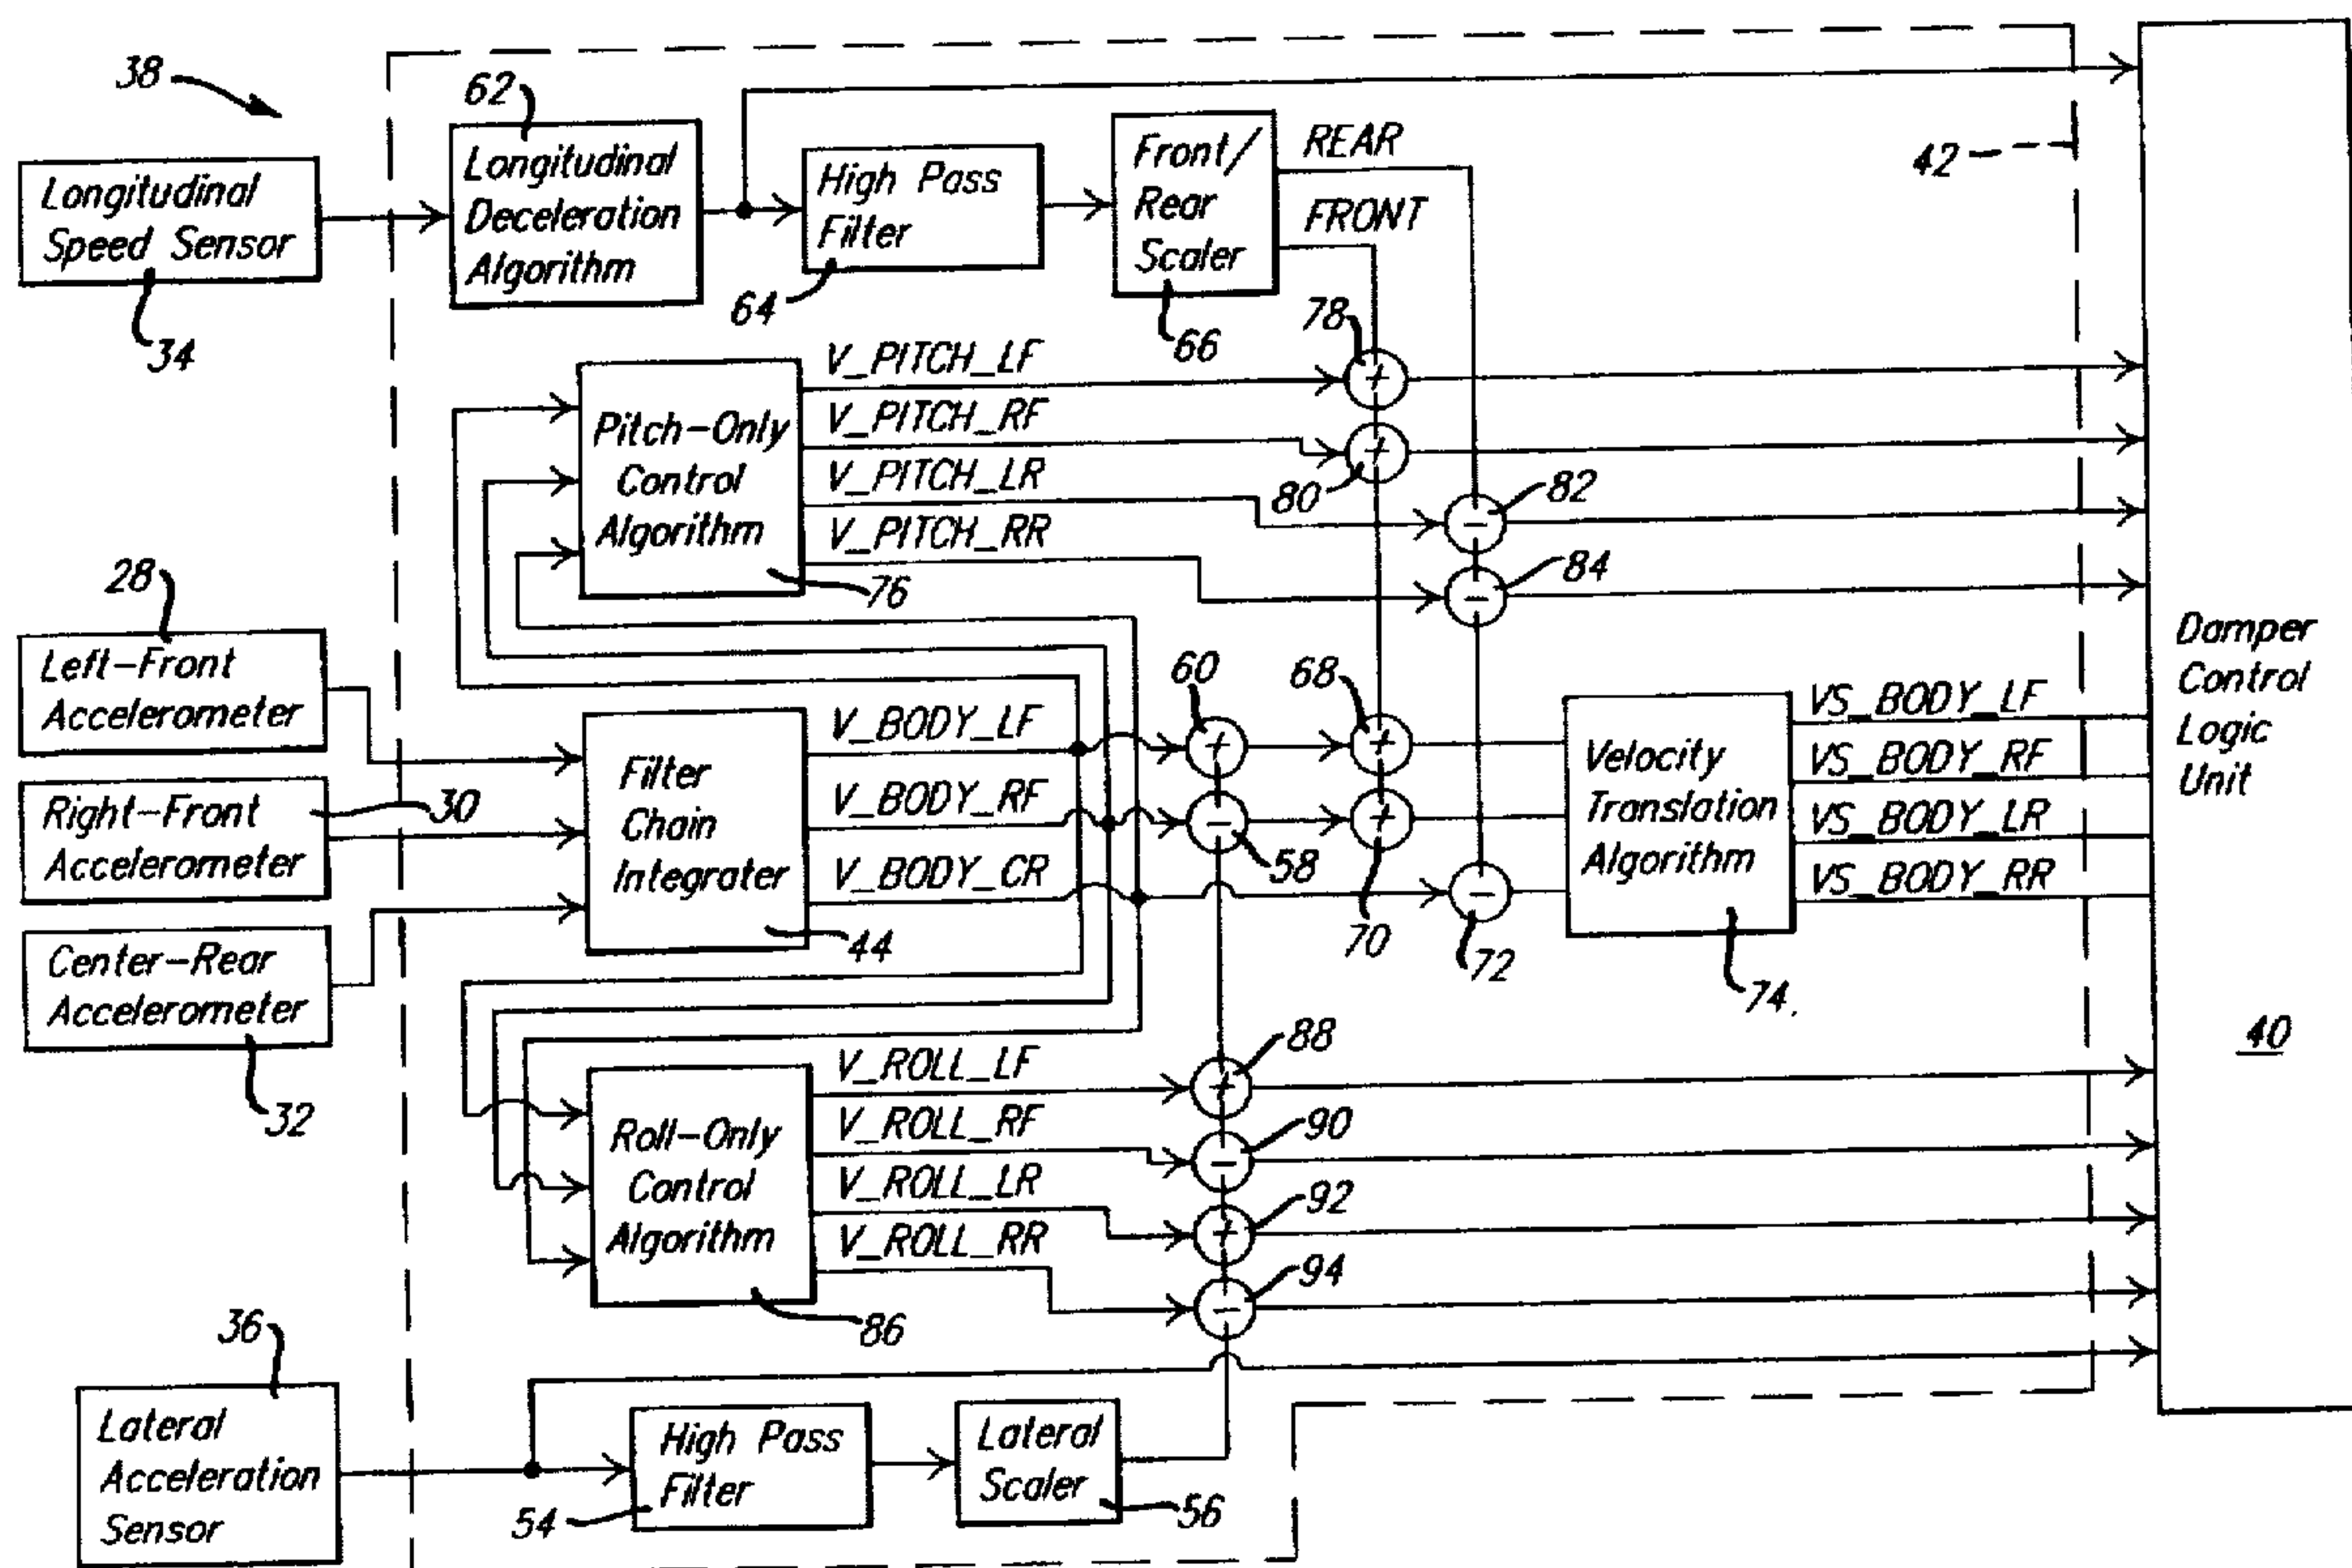 38
62
Longitudinal
Deceleration
Algorithm
High Pass
Filter
64
Front/
Rear
Scaler
66
REAR
FRONT
42
Longitudinal
Speed Sensor
34
78
V_PITCH_LF
V_PITCH_RF
V_PITCH_LR
V_PITCH_RR
Pitch-Only
Control
Algorithm
76
+
+
80
-
82
-
84
28
Left-Front
Accelerometer
Right-Front
Accelerometer
30
Center-Rear
Accelerometer
32
Filter
Chain
Integrater
44
V_BODY_LF
V_BODY_RF
V_BODY_CR
60
+
-
58
68
+
+
70
-
72
Velocity
Translation
Algorithm
74
VS_BODY_LF
VS_BODY_RF
VS_BODY_LR
VS_BODY_RR
Damper
Control
Logic
Unit
40
Roll-Only
Control
Algorithm
86
V_ROLL_LF
V_ROLL_RF
V_ROLL_LR
V_ROLL_RR
+
88
-
90
+
92
-
94
36
Lateral
Acceleration
Sensor
High Pass
Filter
54
Lateral
Scaler
56